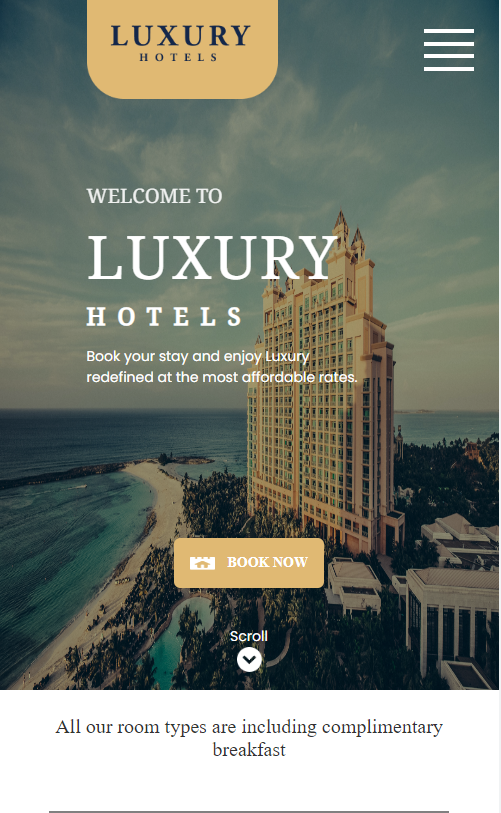 LUXURY
HOTELS
WELCOME TO
LUXURY
HOTELS
Book your stay and enjoy Luxury
redefined at the most affordable rates.
BOOK NOW
Scroll
All our room types are including complimentary
breakfast